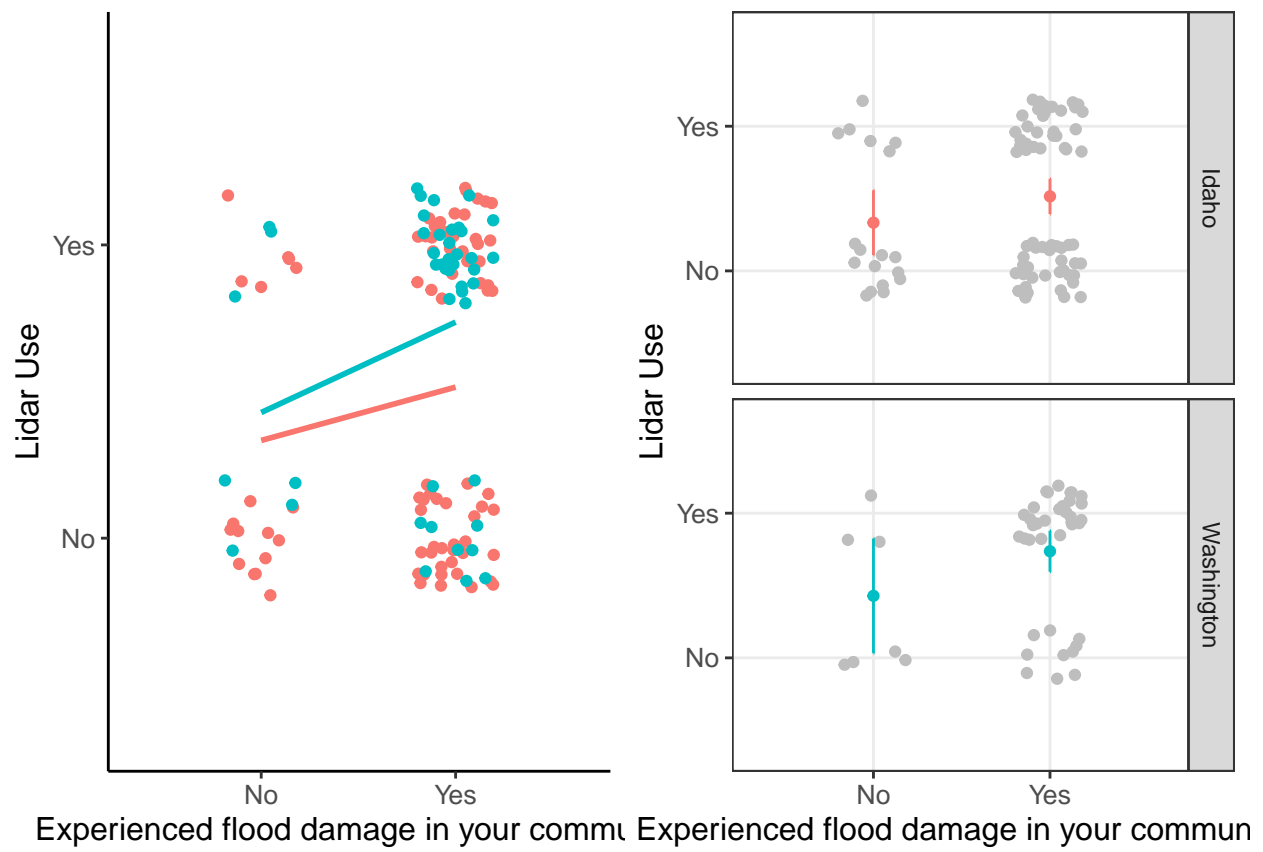 Lidar Use
Yes
No
No
Yes
Experienced flood damage in your commu
Lidar Use
Yes
No
Idaho
Yes
No
Washington
No
Yes
Experienced flood damage in your commun